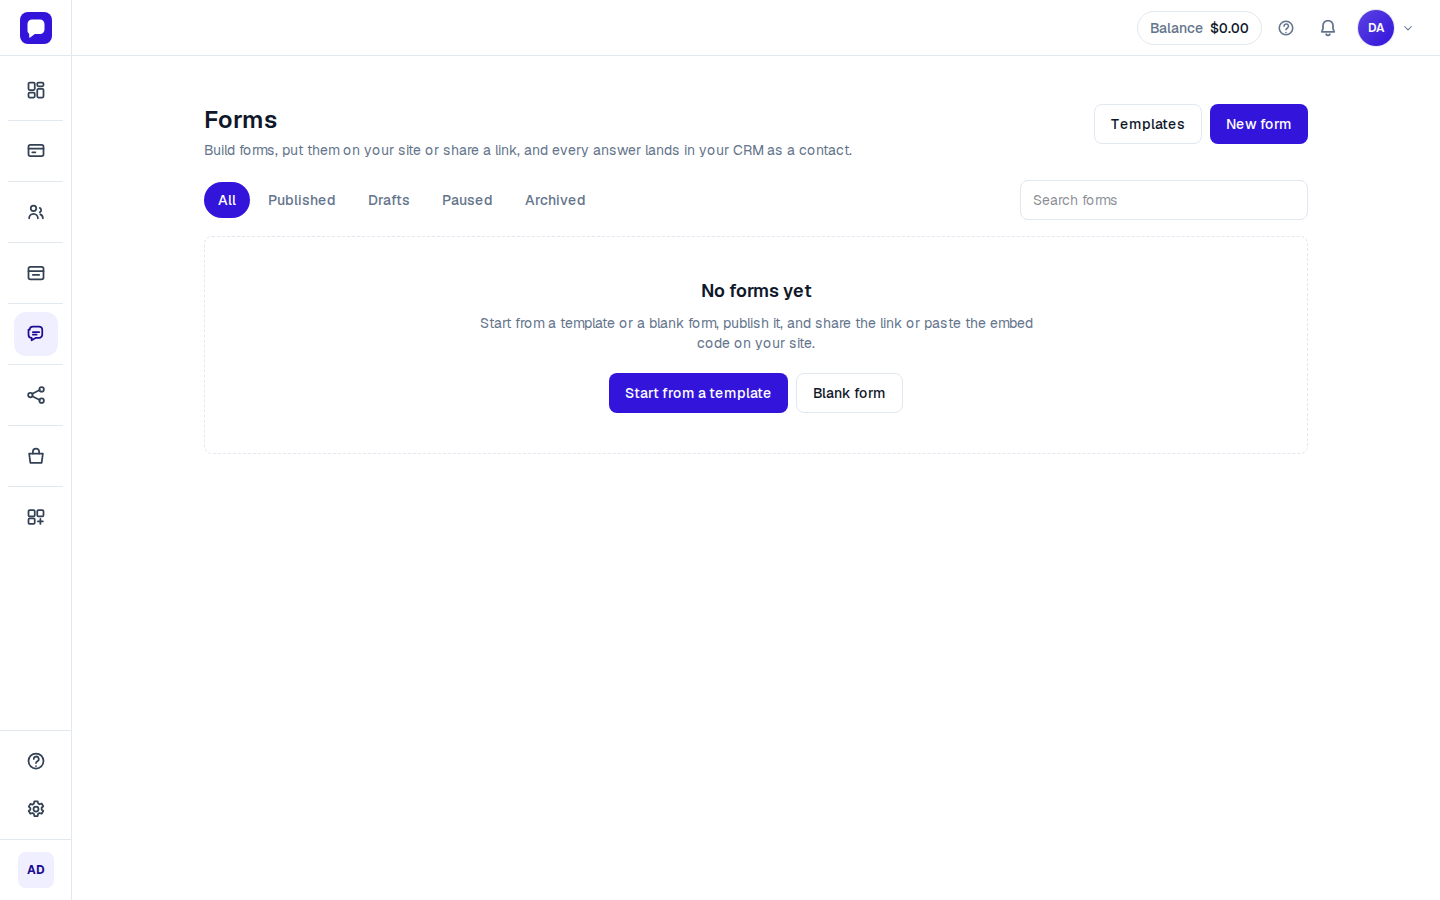 Balance $0.00
DA
Forms
Build forms, put them on your site or share a link, and every answer lands in your CRM as a contact.
Templates
New form
All
Published
Drafts
Paused
Archived
Search forms
No forms yet
Start from a template or a blank form, publish it, and share the link or paste the embed
code on your site.
Start from a template
Blank form
AD